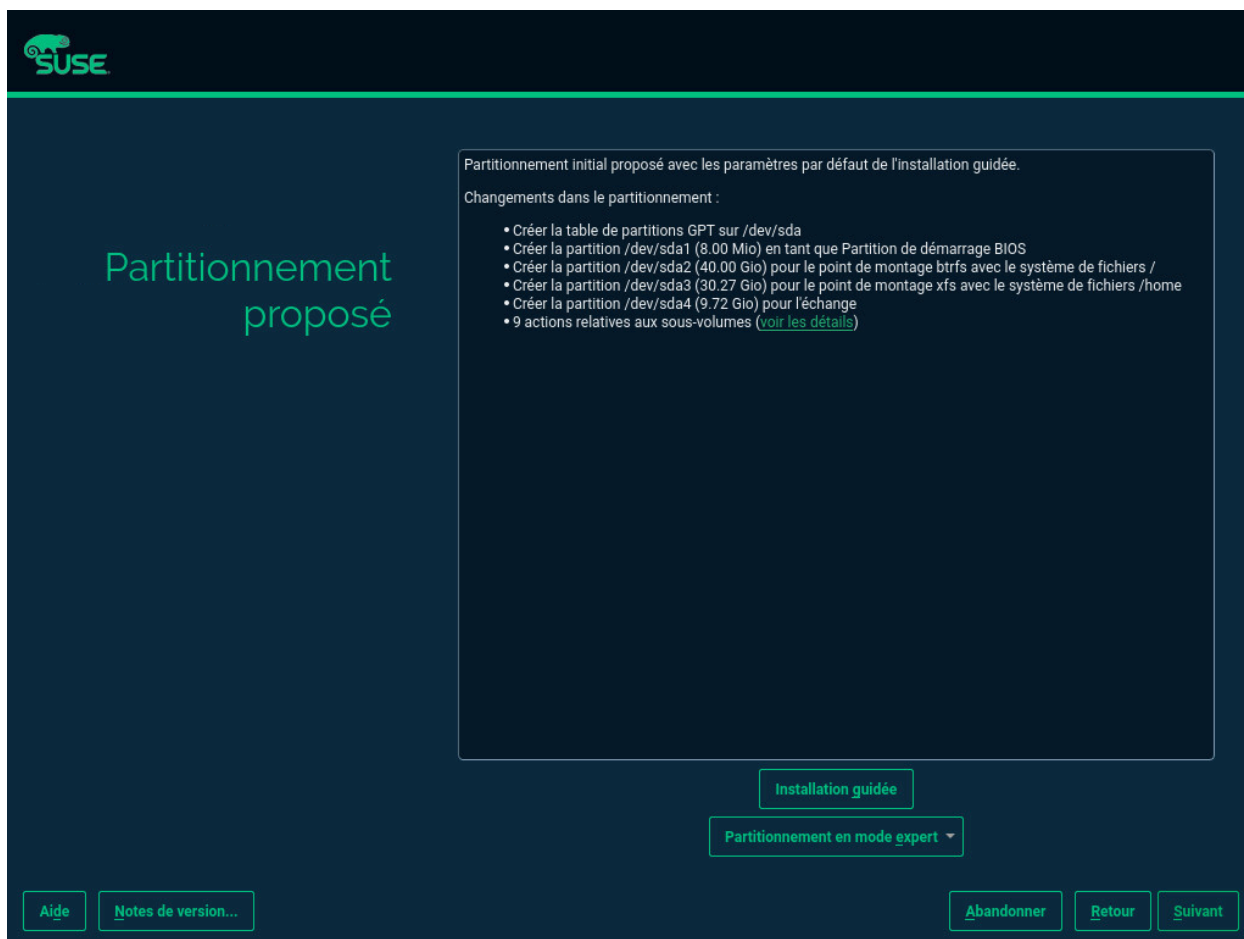 SUSE
Partitionnement
proposé
Partitionnement initial proposé avec les paramètres par défaut de l'installation guidée.
Changements dans le partitionnement :
• Créer la table de partitions GPT sur /dev/sda
• Créer la partition /dev/sda1 (8.00 Mio) en tant que Partition de démarrage BIOS
• Créer la partition /dev/sda2 (40.00 Gio) pour le point de montage btrfs avec le système de fichiers /
• Créer la partition /dev/sda3 (30.27 Gio) pour le point de montage xfs avec le système de fichiers /home
• Créer la partition /dev/sda4 (9.72 Gio) pour l'échange
• 9 actions relatives aux sous-volumes (voir les détails)
Installation guidée
Partitionnement en mode expert
Aide
Notes de version...
Abandonner
Retour
Suivant